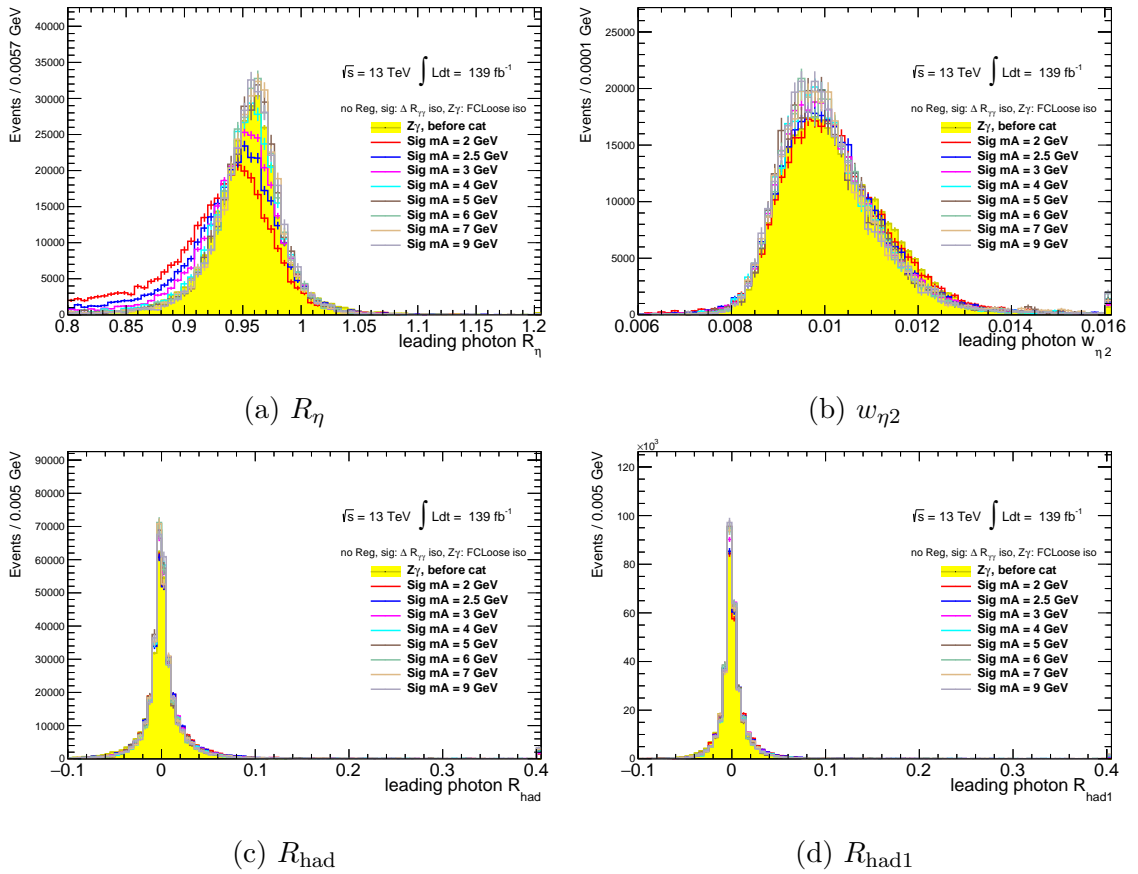 Events / 0.0057 GeV
45000
40000
35000
30000
25000
20000
15000
10000
5000
0
√s = 13 TeV ∫ Ldt = 139 fb⁻¹
no Reg, sig: Δ R_γγ iso, Zγ: FCLoose iso
Zγ, before cat
Sig mA = 2 GeV
Sig mA = 2.5 GeV
Sig mA = 3 GeV
Sig mA = 4 GeV
Sig mA = 5 GeV
Sig mA = 6 GeV
Sig mA = 7 GeV
Sig mA = 9 GeV
0.8 0.85 0.9 0.95 1 1.05 1.1 1.15 1.2
leading photon R_η
(a) R_η
Events / 0.0001 GeV
25000
20000
15000
10000
5000
0
√s = 13 TeV ∫ Ldt = 139 fb⁻¹
no Reg, sig: Δ R_γγ iso, Zγ: FCLoose iso
Zγ, before cat
Sig mA = 2 GeV
Sig mA = 2.5 GeV
Sig mA = 3 GeV
Sig mA = 4 GeV
Sig mA = 5 GeV
Sig mA = 6 GeV
Sig mA = 7 GeV
Sig mA = 9 GeV
0.006 0.008 0.01 0.012 0.014 0.016
leading photon w_η2
(b) w_η2
Events / 0.005 GeV
90000
80000
70000
60000
50000
40000
30000
20000
10000
0
√s = 13 TeV ∫ Ldt = 139 fb⁻¹
no Reg, sig: Δ R_γγ iso, Zγ: FCLoose iso
Zγ, before cat
Sig mA = 2 GeV
Sig mA = 2.5 GeV
Sig mA = 3 GeV
Sig mA = 4 GeV
Sig mA = 5 GeV
Sig mA = 6 GeV
Sig mA = 7 GeV
Sig mA = 9 GeV
−0.1 0 0.1 0.2 0.3 0.4
leading photon R_had
(c) R_had
×10³
Events / 0.005 GeV
120
100
80
60
40
20
0
√s = 13 TeV ∫ Ldt = 139 fb⁻¹
no Reg, sig: Δ R_γγ iso, Zγ: FCLoose iso
Zγ, before cat
Sig mA = 2 GeV
Sig mA = 2.5 GeV
Sig mA = 3 GeV
Sig mA = 4 GeV
Sig mA = 5 GeV
Sig mA = 6 GeV
Sig mA = 7 GeV
Sig mA = 9 GeV
−0.1 0 0.1 0.2 0.3 0.4
leading photon R_had1
(d) R_had1